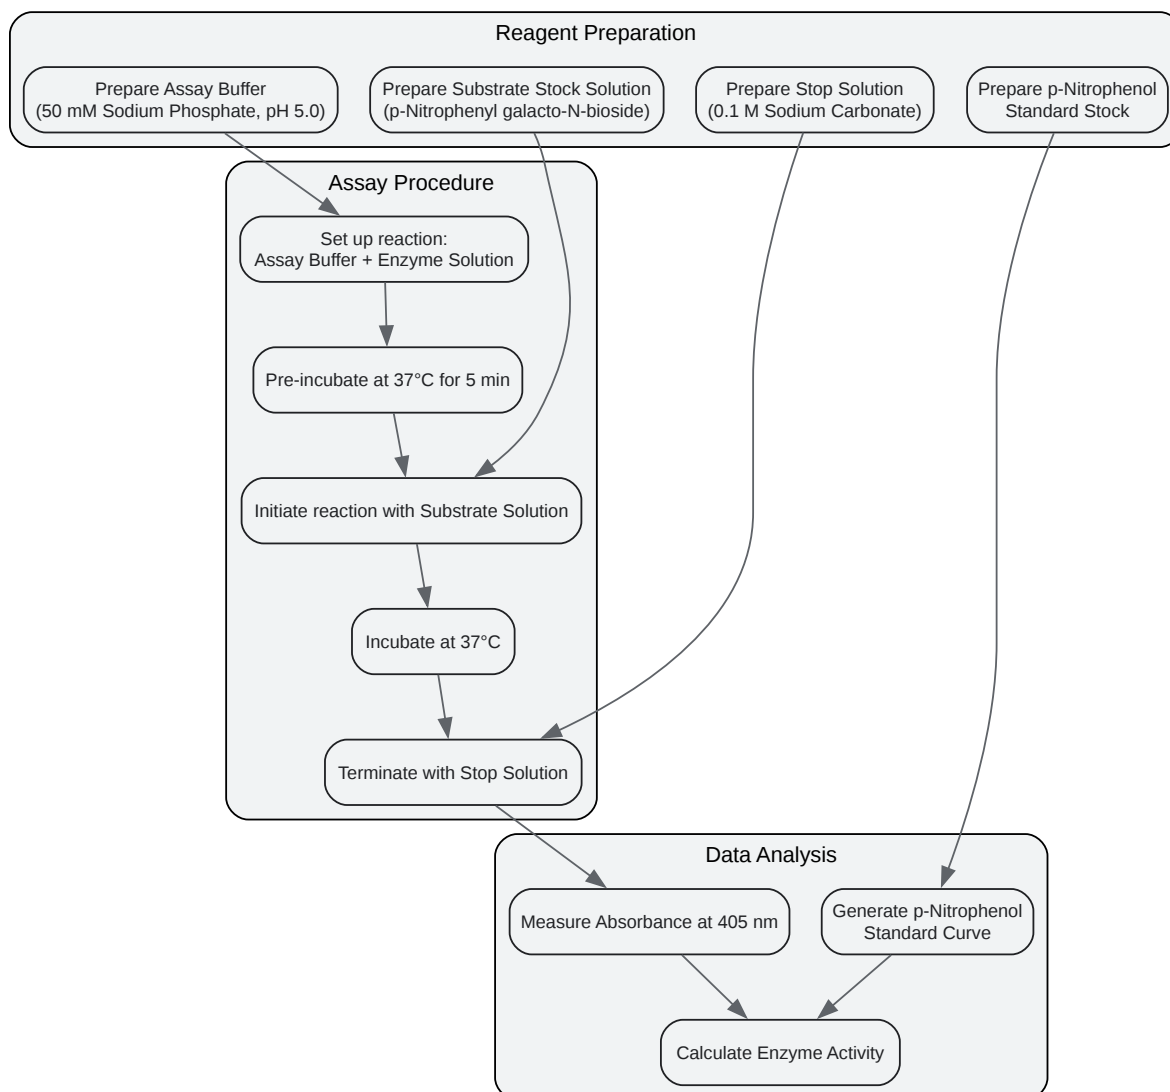 Reagent Preparation
Prepare Assay Buffer
(50 mM Sodium Phosphate, pH 5.0)
Prepare Substrate Stock Solution
(p-Nitrophenyl galacto-N-bioside)
Prepare Stop Solution
(0.1 M Sodium Carbonate)
Prepare p-Nitrophenol
Standard Stock
Assay Procedure
Set up reaction:
Assay Buffer + Enzyme Solution
Pre-incubate at 37°C for 5 min
Initiate reaction with Substrate Solution
Incubate at 37°C
Terminate with Stop Solution
Data Analysis
Measure Absorbance at 405 nm
Generate p-Nitrophenol
Standard Curve
Calculate Enzyme Activity